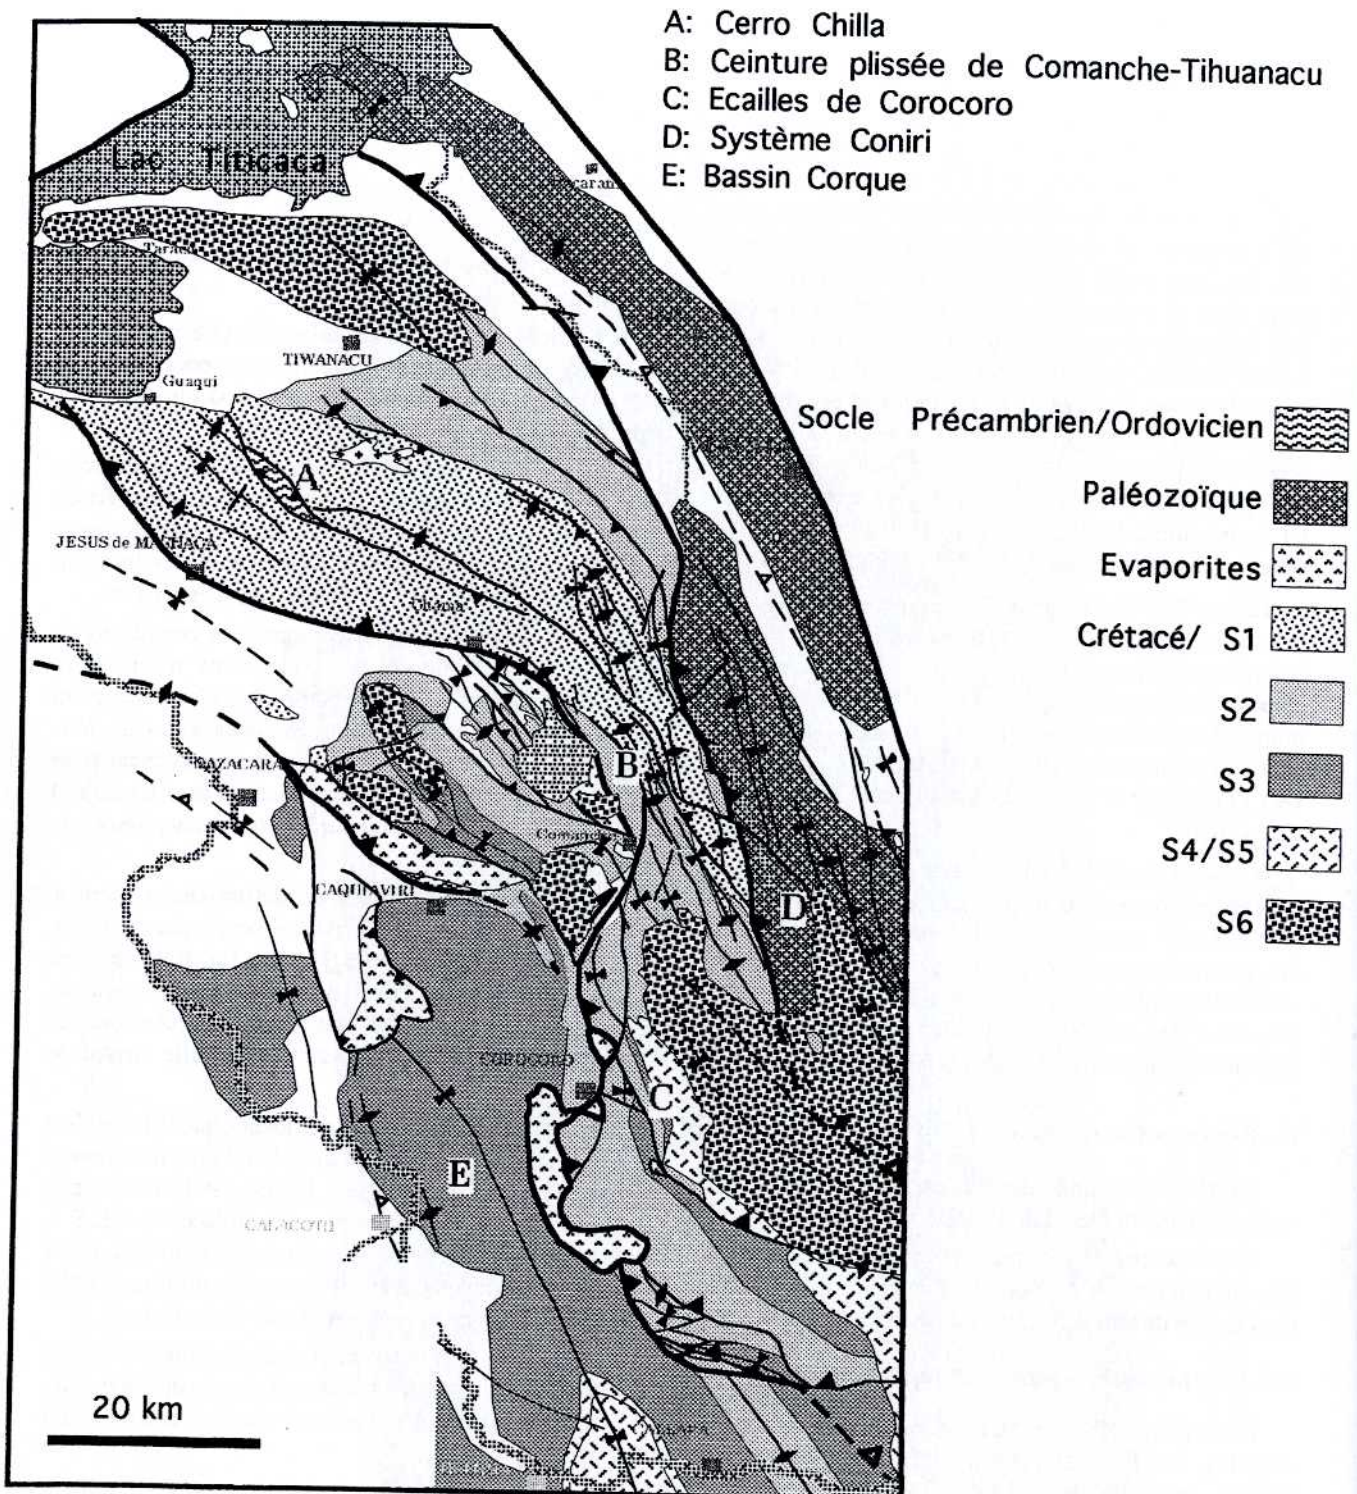 A: Cerro Chilla
B: Ceinture plissée de Comanche-Tihuanacu
C: Ecailles de Corocoro
D: Système Coniri
E: Bassin Corque
Lac Titicaca
TIWANACU
Guaqui
Socle Précambrien/Ordovicien
A
Paléozoïque
JESUS de MACHACA
Evaporites
Crétacé/ S1
S2
B
S3
S4/S5
CAQUIAVIRI
D
S6
COROCORO
C
E
20 km